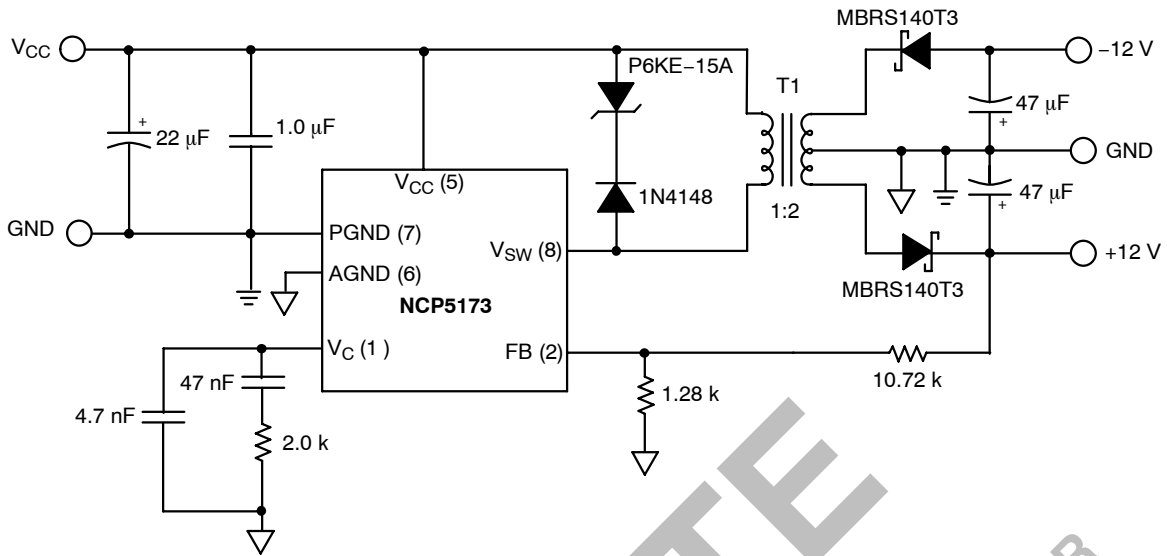 MBRS140T3
VCC
−12 V
P6KE−15A
T1
+
22 µF
1.0 µF
47 µF
+
VCC (5)
GND
1N4148
47 µF
+
1:2
GND
PGND (7)
VSW (8)
+12 V
AGND (6)
MBRS140T3
NCP5173
VC (1 )
FB (2)
10.72 k
47 nF
1.28 k
4.7 nF
2.0 k
TE
R